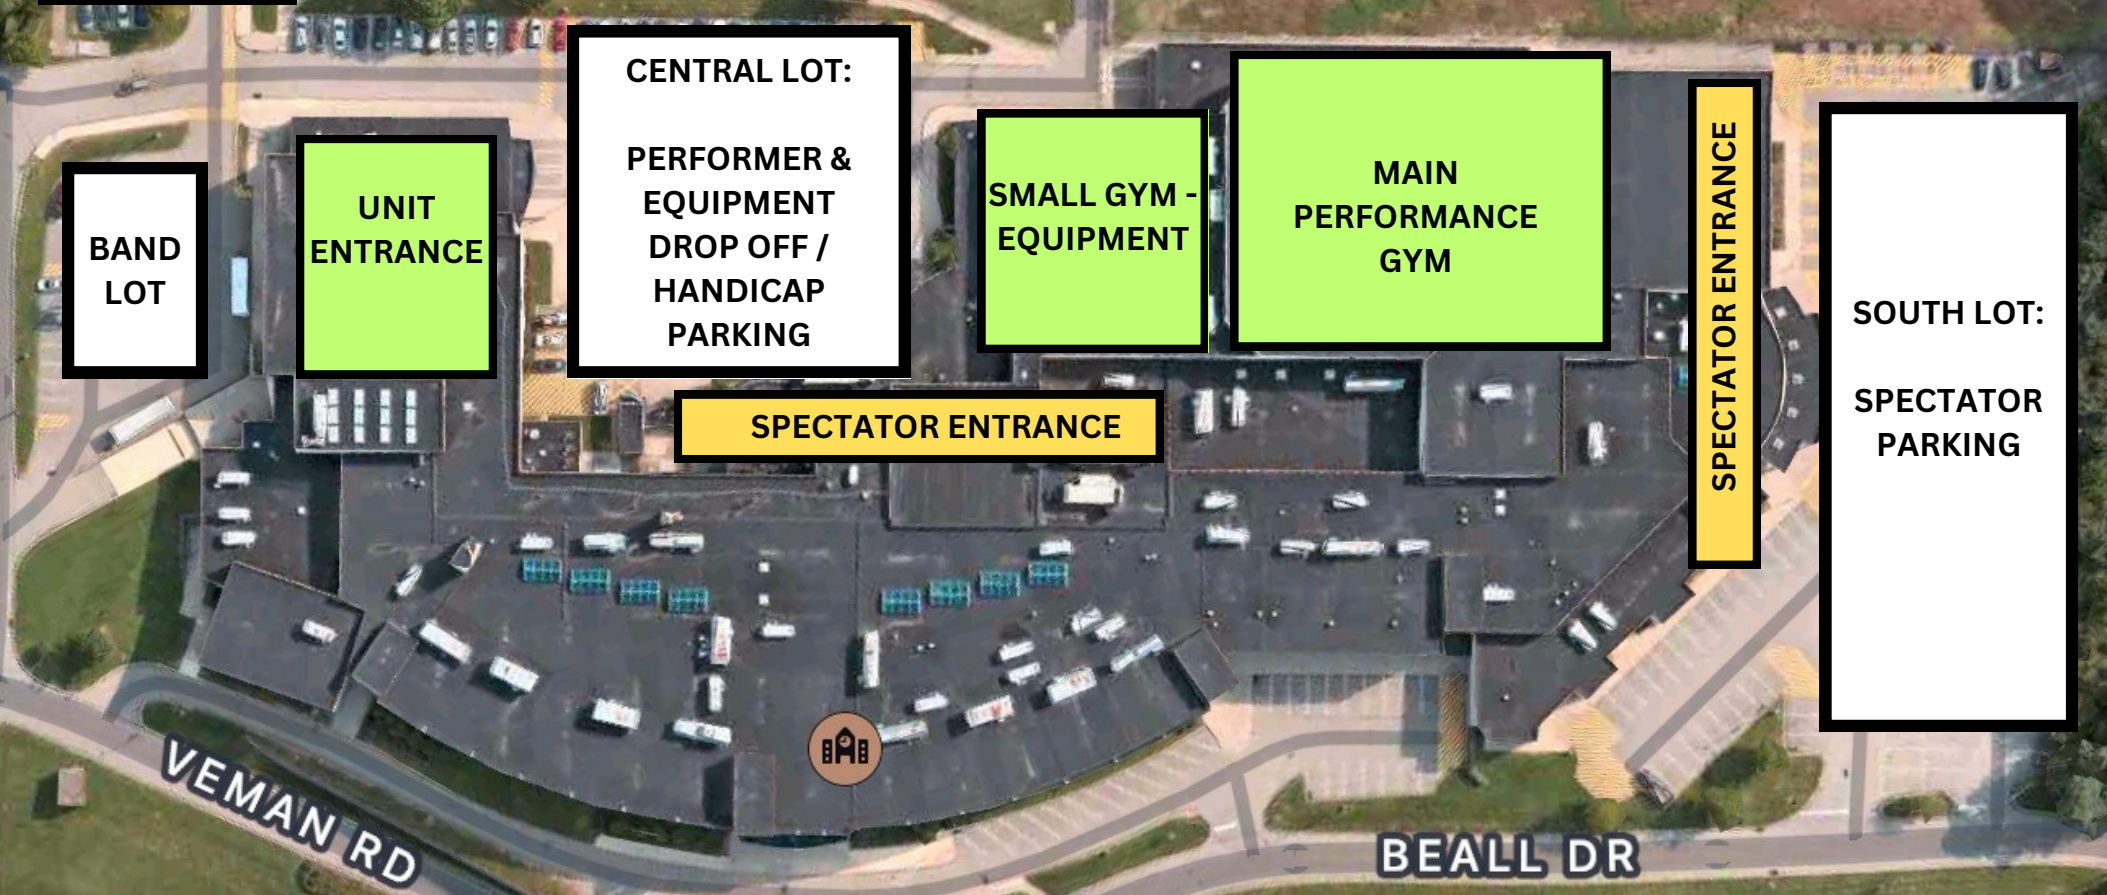 BAND
LOT
UNIT
ENTRANCE
CENTRAL LOT:
PERFORMER &
EQUIPMENT
DROP OFF /
HANDICAP
PARKING
SMALL GYM -
EQUIPMENT
MAIN
PERFORMANCE
GYM
SPECTATOR ENTRANCE
SPECTATOR ENTRANCE
SOUTH LOT:
SPECTATOR
PARKING
VEMAN RD
BEALL DR